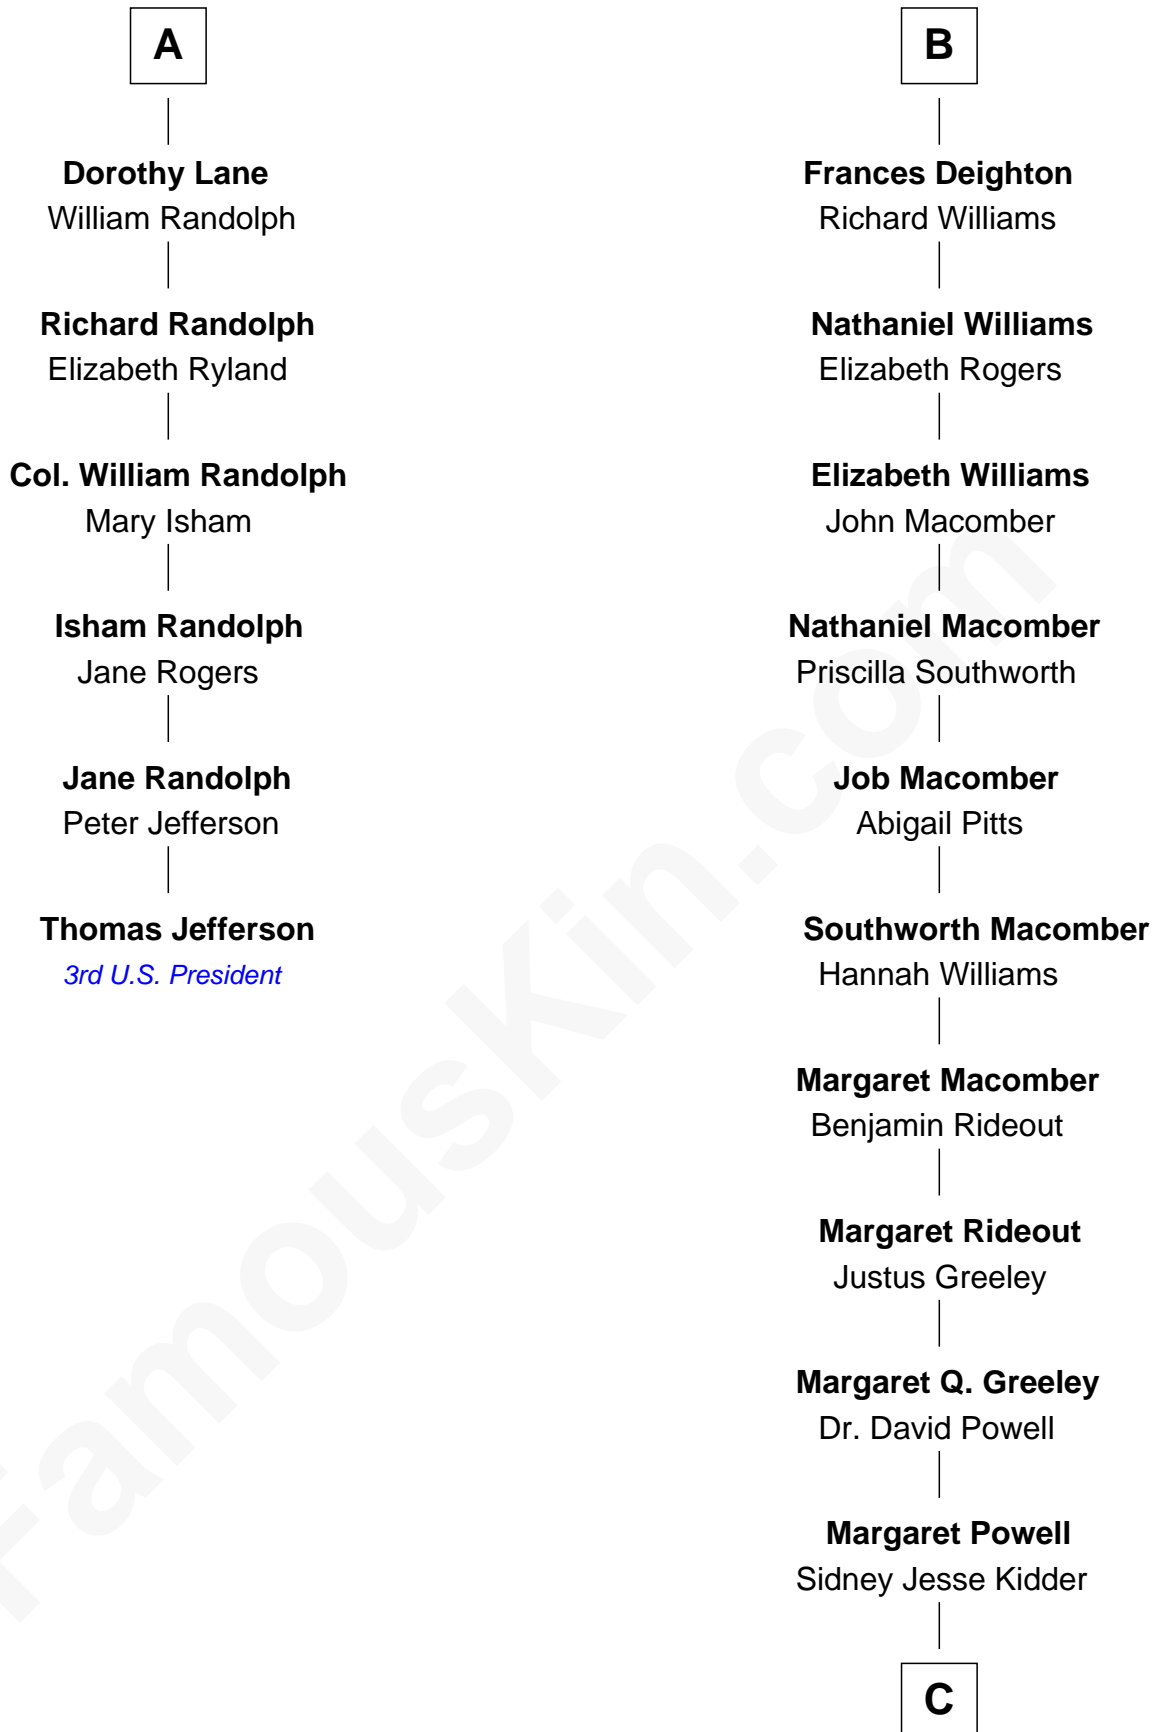 A
Dorothy Lane
William Randolph
Richard Randolph
Elizabeth Ryland
Col. William Randolph
Mary Isham
Isham Randolph
Jane Rogers
Jane Randolph
Peter Jefferson
Thomas Jefferson
3rd U.S. President
B
Frances Deighton
Richard Williams
Nathaniel Williams
Elizabeth Rogers
Elizabeth Williams
John Macomber
Nathaniel Macomber
Priscilla Southworth
Job Macomber
Abigail Pitts
Southworth Macomber
Hannah Williams
Margaret Macomber
Benjamin Rideout
Margaret Rideout
Justus Greeley
Margaret Q. Greeley
Dr. David Powell
Margaret Powell
Sidney Jesse Kidder
C
FamousKin.com